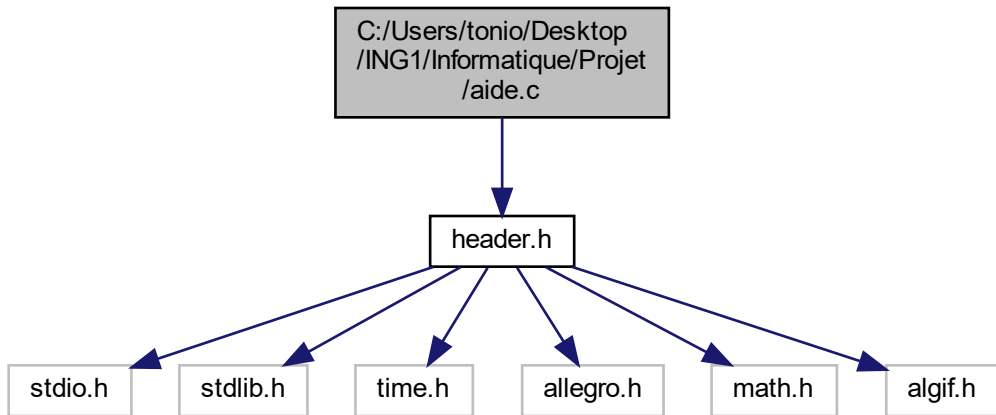 C:/Users/tonio/Desktop
/ING1/Informatique/Projet
/aide.c
header.h
stdio.h
stdlib.h
time.h
allegro.h
math.h
algif.h